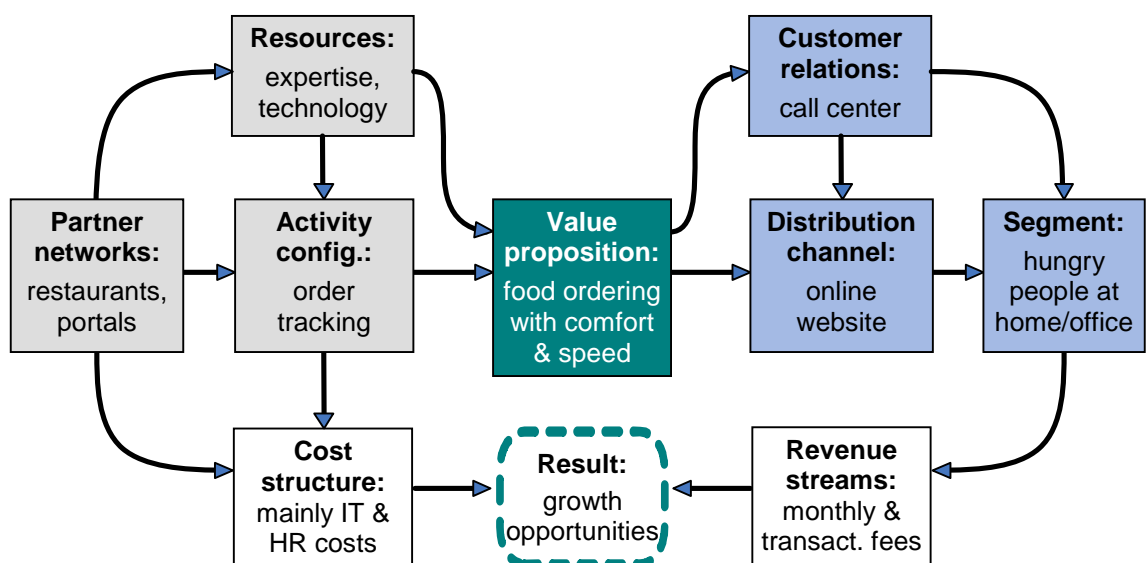 Resources:
expertise,
technology
Customer
relations:
call center
Partner
networks:
restaurants,
portals
Activity
config.:
order
tracking
Value
proposition:
food ordering
with comfort
& speed
Distribution
channel:
online
website
Segment:
hungry
people at
home/office
Cost
structure:
mainly IT &
HR costs
Result:
growth
opportunities
Revenue
streams:
monthly &
transact. fees